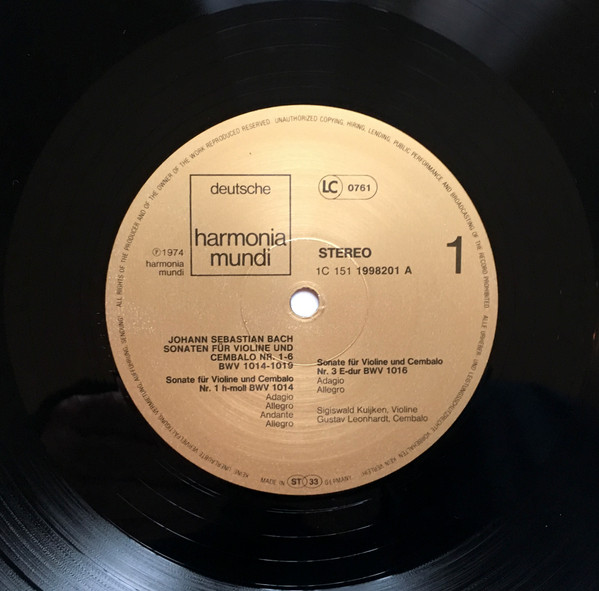 ALL RIGHTS OF THE PRODUCER AND OF THE OWNER OF THE WORK REPRODUCED RESERVED. UNAUTHORIZED COPYING, HIRING, LENDING, PUBLIC PERFORMANCE AND BROADCASTING OF THE RECORD PROHIBITED.
deutsche
harmonia
mundi
LC 0761
℗ 1974
harmonia
mundi
STEREO
1C 151 1998201 A
1
JOHANN SEBASTIAN BACH
SONATEN FÜR VIOLINE UND
CEMBALO NR. 1-6
BWV 1014-1019
Sonate für Violine und Cembalo
Nr. 1 h-moll BWV 1014
Adagio
Allegro
Andante
Allegro
Sonate für Violine und Cembalo
Nr. 3 E-dur BWV 1016
Adagio
Allegro
Sigiswald Kuijken, Violine
Gustav Leonhardt, Cembalo
MADE IN ST 33 GERMANY